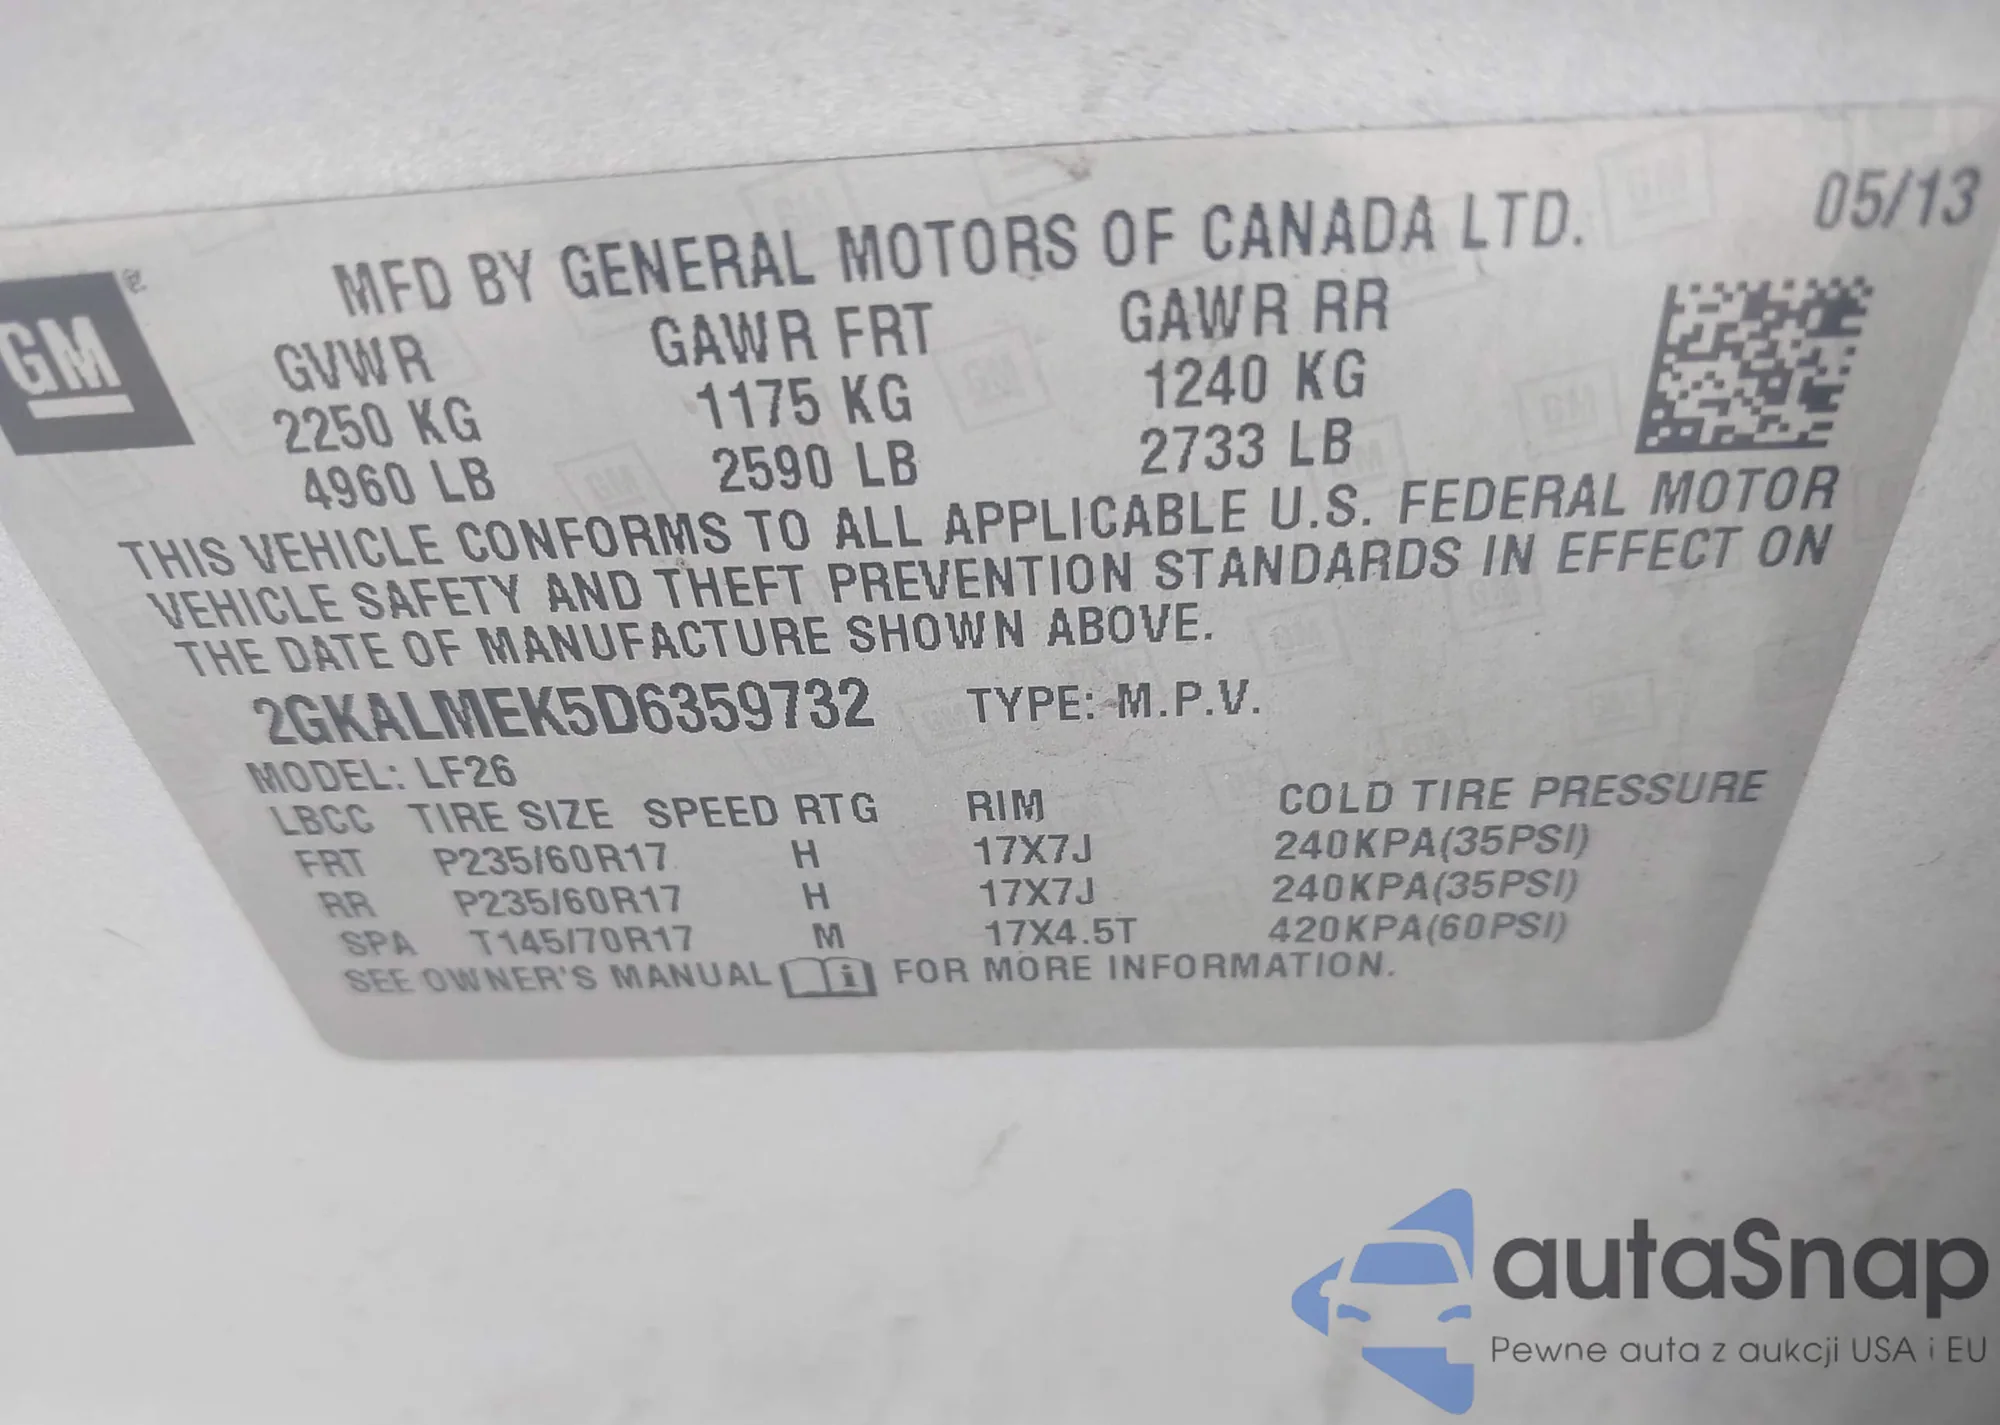 05/13
MFD BY GENERAL MOTORS OF CANADA LTD.
GM
GVWR GAWR FRT GAWR RR
2250 KG 1175 KG 1240 KG
4960 LB 2590 LB 2733 LB
THIS VEHICLE CONFORMS TO ALL APPLICABLE U.S. FEDERAL MOTOR
VEHICLE SAFETY AND THEFT PREVENTION STANDARDS IN EFFECT ON
THE DATE OF MANUFACTURE SHOWN ABOVE.
2GKALMEK5D6359732 TYPE: M.P.V.
MODEL: LF26
LBCC TIRE SIZE SPEED RTG RIM COLD TIRE PRESSURE
FRT P235/60R17 H 17X7J 240KPA(35PSI)
RR P235/60R17 H 17X7J 240KPA(35PSI)
SPA T145/70R17 M 17X4.5T 420KPA(60PSI)
SEE OWNER'S MANUAL i FOR MORE INFORMATION.
autaSnap
Pewne auta z aukcji USA i EU